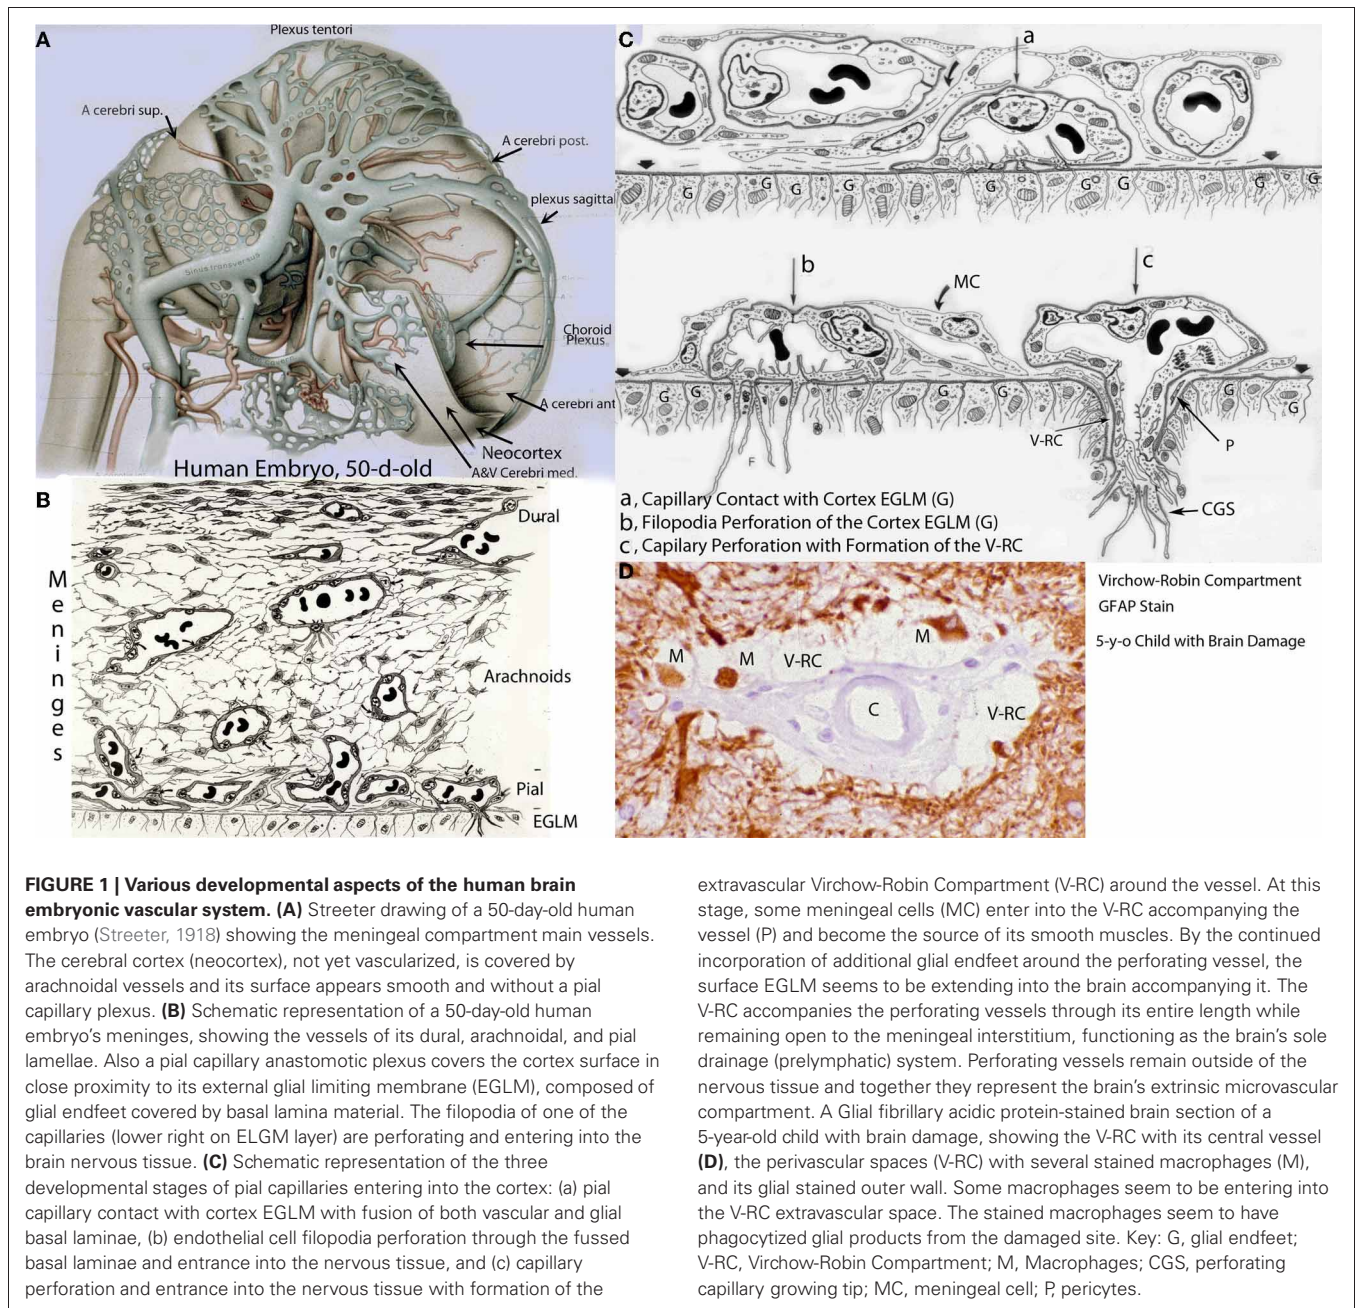 A
Plexus tentori
A cerebri sup.
A cerebri post.
plexus sagittal
Sinus transversus
Choroid
Plexus
A cerebri ant
Neocortex
A&V Cerebri med.
Human Embryo, 50-d-old
B
Meninges
Dural
Arachnoids
Pial
EGLM
C
a
G G G G G G G G G
b
MC
c
G G G G G G
V-RC
P
F
CGS
a, Capillary Contact with Cortex EGLM (G)
b, Filopodia Perforation of the Cortex EGLM (G)
c, Capilary Perforation with Formation of the V-RC
D
M
M
M
V-RC
C
V-RC
Virchow-Robin Compartment
GFAP Stain
5-y-o Child with Brain Damage
FIGURE 1 | Various developmental aspects of the human brain
embryonic vascular system. (A) Streeter drawing of a 50-day-old human
embryo (Streeter, 1918) showing the meningeal compartment main vessels.
The cerebral cortex (neocortex), not yet vascularized, is covered by
arachnoidal vessels and its surface appears smooth and without a pial
capillary plexus. (B) Schematic representation of a 50-day-old human
embryo's meninges, showing the vessels of its dural, arachnoidal, and pial
lamellae. Also a pial capillary anastomotic plexus covers the cortex surface in
close proximity to its external glial limiting membrane (EGLM), composed of
glial endfeet covered by basal lamina material. The filopodia of one of the
capillaries (lower right on ELGM layer) are perforating and entering into the
brain nervous tissue. (C) Schematic representation of the three
developmental stages of pial capillaries entering into the cortex: (a) pial
capillary contact with cortex EGLM with fusion of both vascular and glial
basal laminae, (b) endothelial cell filopodia perforation through the fussed
basal laminae and entrance into the nervous tissue, and (c) capillary
perforation and entrance into the nervous tissue with formation of the
extravascular Virchow-Robin Compartment (V-RC) around the vessel. At this
stage, some meningeal cells (MC) enter into the V-RC accompanying the
vessel (P) and become the source of its smooth muscles. By the continued
incorporation of additional glial endfeet around the perforating vessel, the
surface EGLM seems to be extending into the brain accompanying it. The
V-RC accompanies the perforating vessels through its entire length while
remaining open to the meningeal interstitium, functioning as the brain's sole
drainage (prelymphatic) system. Perforating vessels remain outside of the
nervous tissue and together they represent the brain's extrinsic microvascular
compartment. A Glial fibrillary acidic protein-stained brain section of a
5-year-old child with brain damage, showing the V-RC with its central vessel
(D), the perivascular spaces (V-RC) with several stained macrophages (M),
and its glial stained outer wall. Some macrophages seem to be entering into
the V-RC extravascular space. The stained macrophages seem to have
phagocytized glial products from the damaged site. Key: G, glial endfeet;
V-RC, Virchow-Robin Compartment; M, Macrophages; CGS, perforating
capillary growing tip; MC, meningeal cell; P, pericytes.